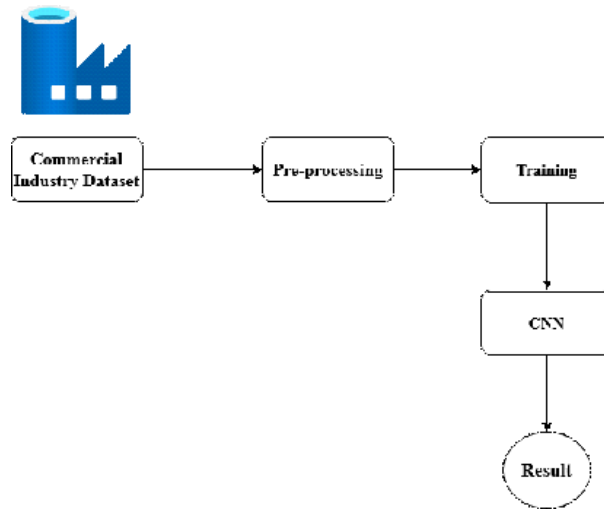 Commercial
Industry Dataset
Pre-processing
Training
CNN
Result